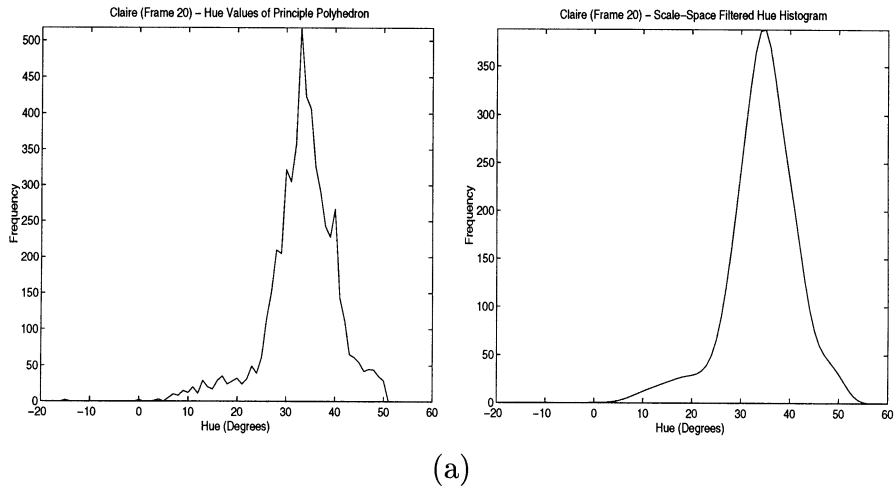 Claire (Frame 20) – Hue Values of Principle Polyhedron
500
450
400
350
300
250
200
150
100
50
0
Frequency
−20 −10 0 10 20 30 40 50 60
Hue (Degrees)
Claire (Frame 20) – Scale–Space Filtered Hue Histogram
350
300
250
200
150
100
50
0
Frequency
−20 −10 0 10 20 30 40 50 60
Hue (Degrees)
(a)